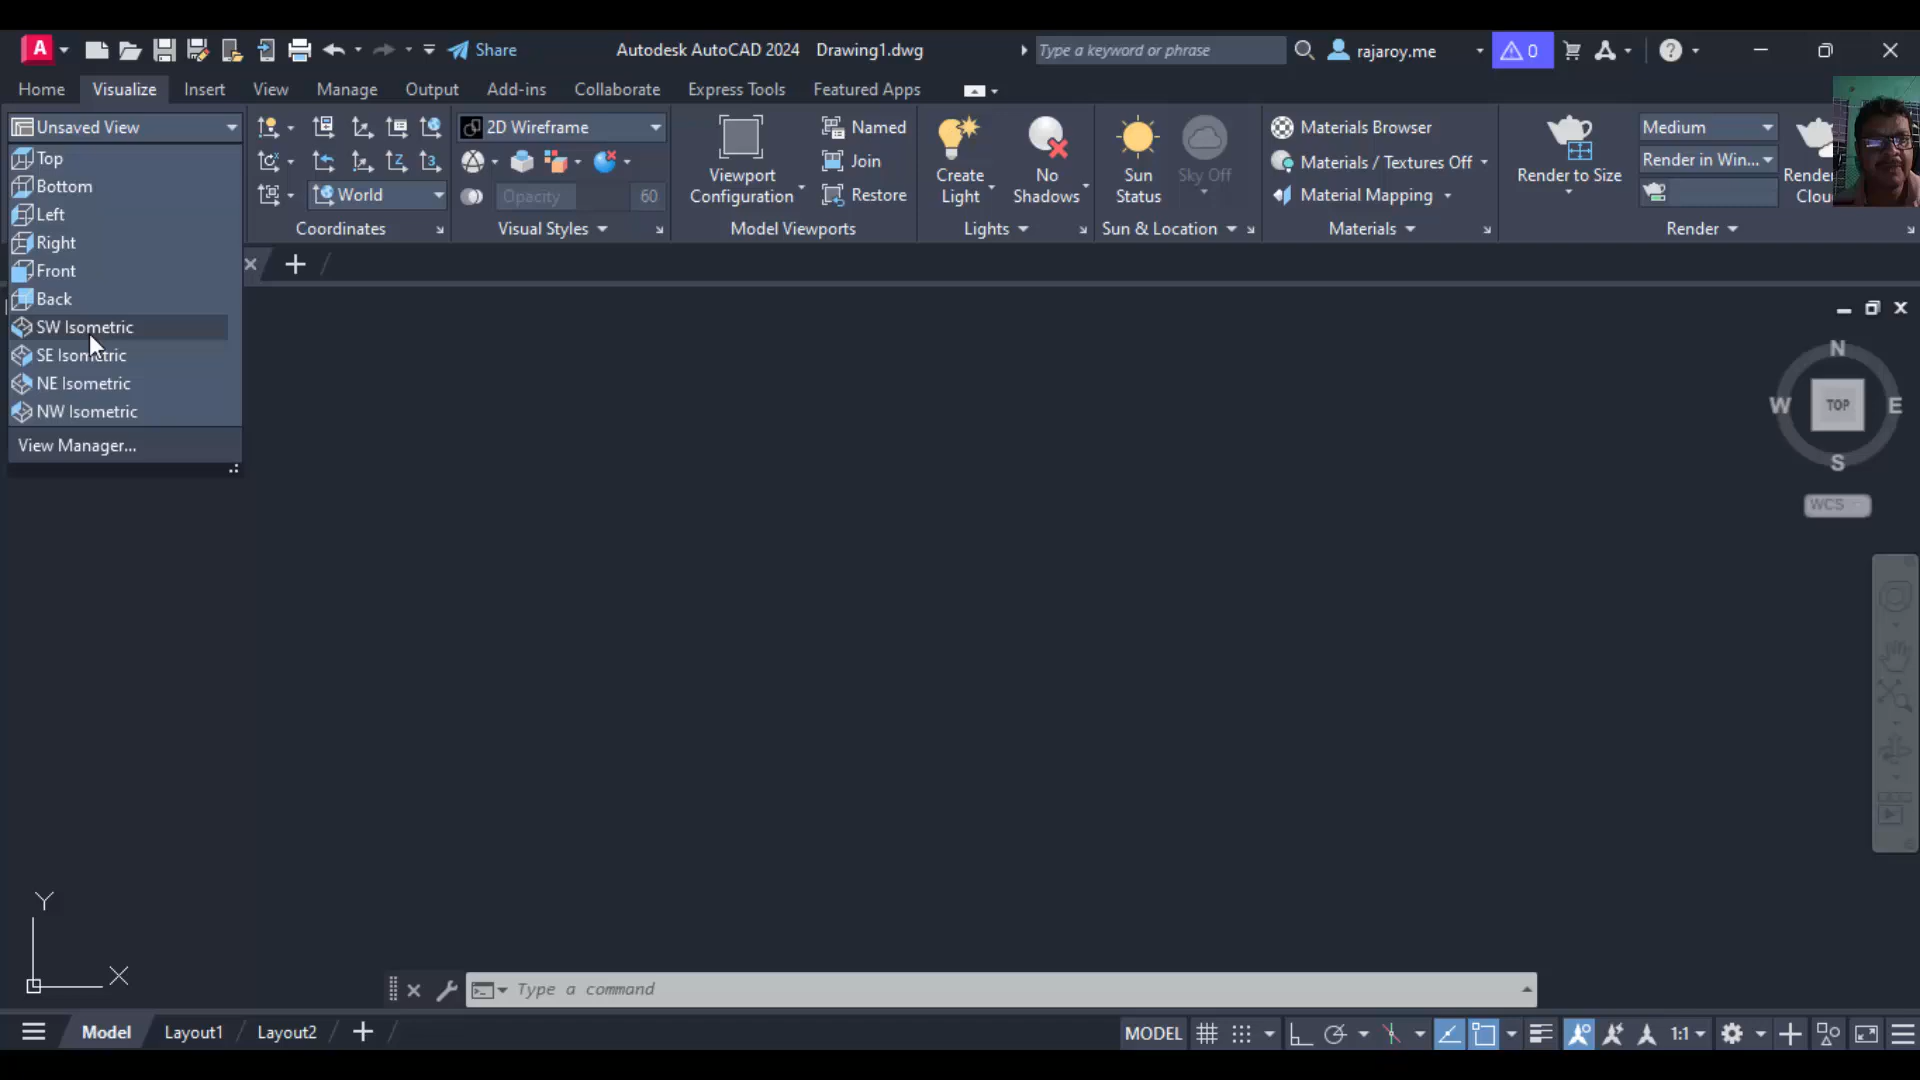 A
Share
Autodesk AutoCAD 2024 Drawing1.dwg
Type a keyword or phrase
rajaroy.me
0
?
Home Visualize Insert View Manage Output Add-ins Collaborate Express Tools Featured Apps
Unsaved View
Top
Bottom
Left
Right
Front
Back
SW Isometric
SE Isometric
NE Isometric
NW Isometric
View Manager...
World
Coordinates
2D Wireframe
Opacity 60
Visual Styles
Viewport
Configuration
Named
Join
Restore
Model Viewports
Create
Light
No
Shadows
Lights
Sun
Status
Sky Off
Sun & Location
Materials Browser
Materials / Textures Off
Material Mapping
Materials
Render to Size
Medium
Render in Win...
Render
Clou
Render
N
W TOP E
S
WCS
Y
X
Type a command
Model Layout1 Layout2
MODEL 1:1